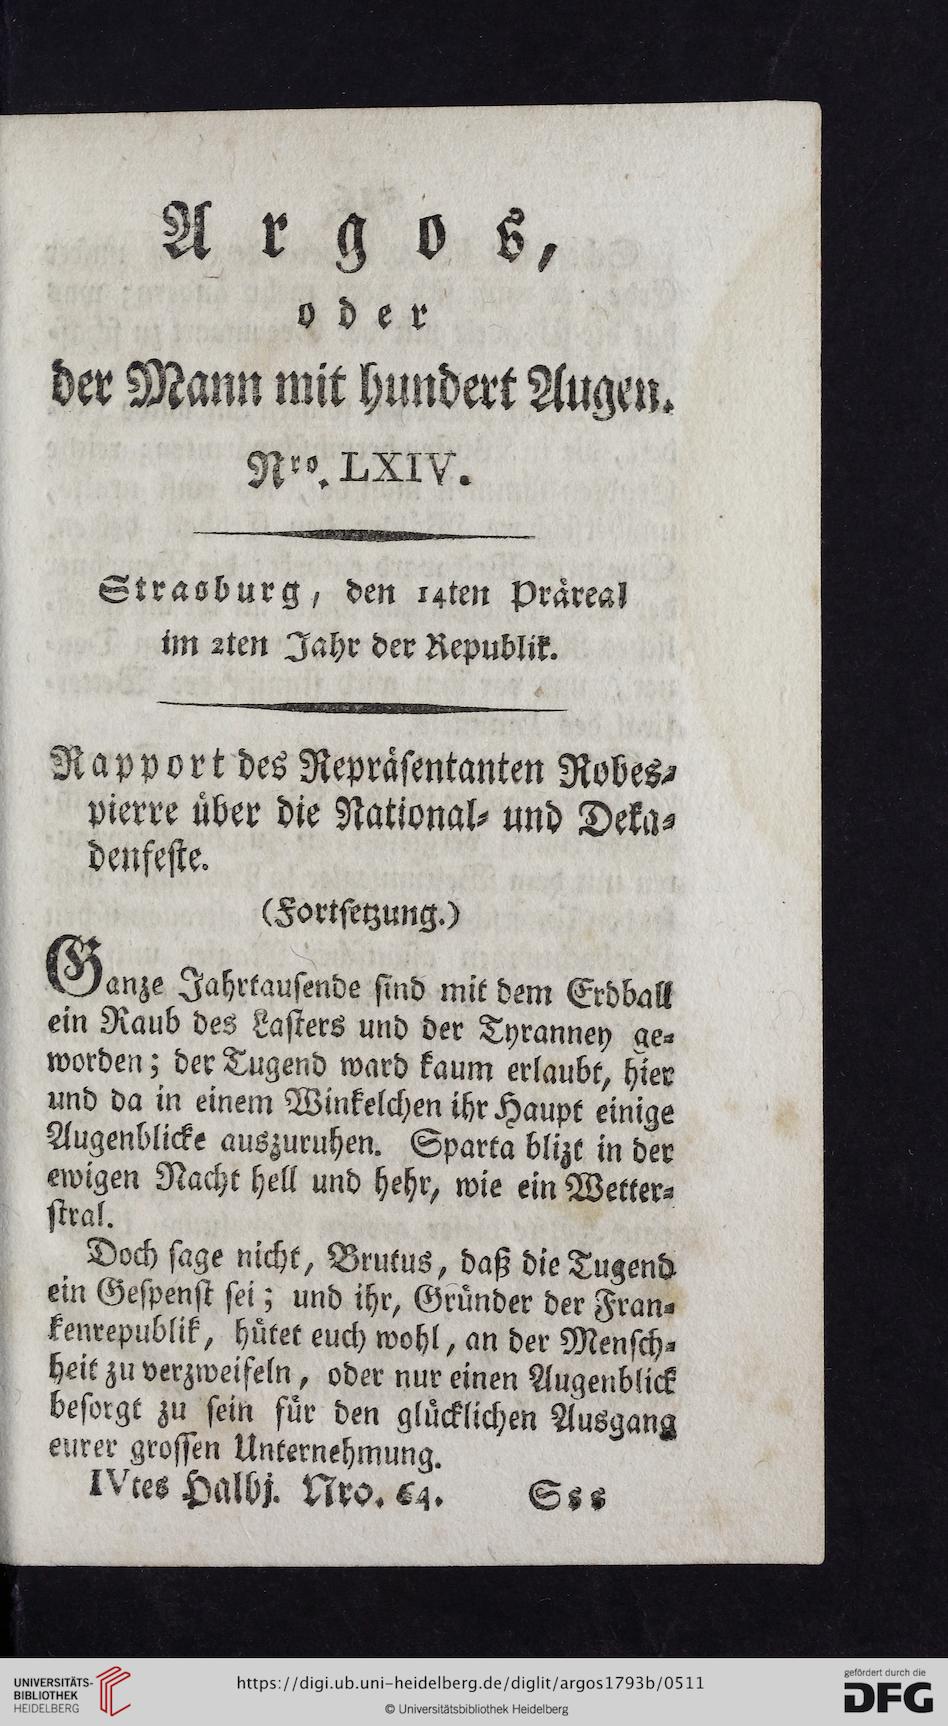 Argos,
oder
der Mann mit hundert Augen.
Nro. LXIV.
Strasburg, den 14ten Präreal
im 2ten Jahr der Republik.
Rapport des Repräsentanten Robes-
pierre über die National- und Deka-
denfeste.
(Fortsetzung.)
Ganze Jahrtausende sind mit dem Erdball
ein Raub des Lasters und der Tyranney ge-
worden; der Tugend ward kaum erlaubt, hier
und da in einem Winkelchen ihr Haupt einige
Augenblicke auszuruhen. Sparta blizt in der
ewigen Nacht hell und hehr, wie ein Wetter-
stral.
Doch sage nicht, Brutus, daß die Tugend
ein Gespenst sei; und ihr, Gründer der Fran-
kenrepublik, hütet euch wohl, an der Mensch-
heit zu verzweifeln, oder nur einen Augenblick
besorgt zu sein für den glücklichen Ausgang
eurer grossen Unternehmung.
IVtes Halbj. Nro. 64. Sss
UNIVERSITÄTS-
BIBLIOTHEK
HEIDELBERG
https://digi.ub.uni-heidelberg.de/diglit/argos1793b/0511
© Universitätsbibliothek Heidelberg
gefördert durch die
DFG